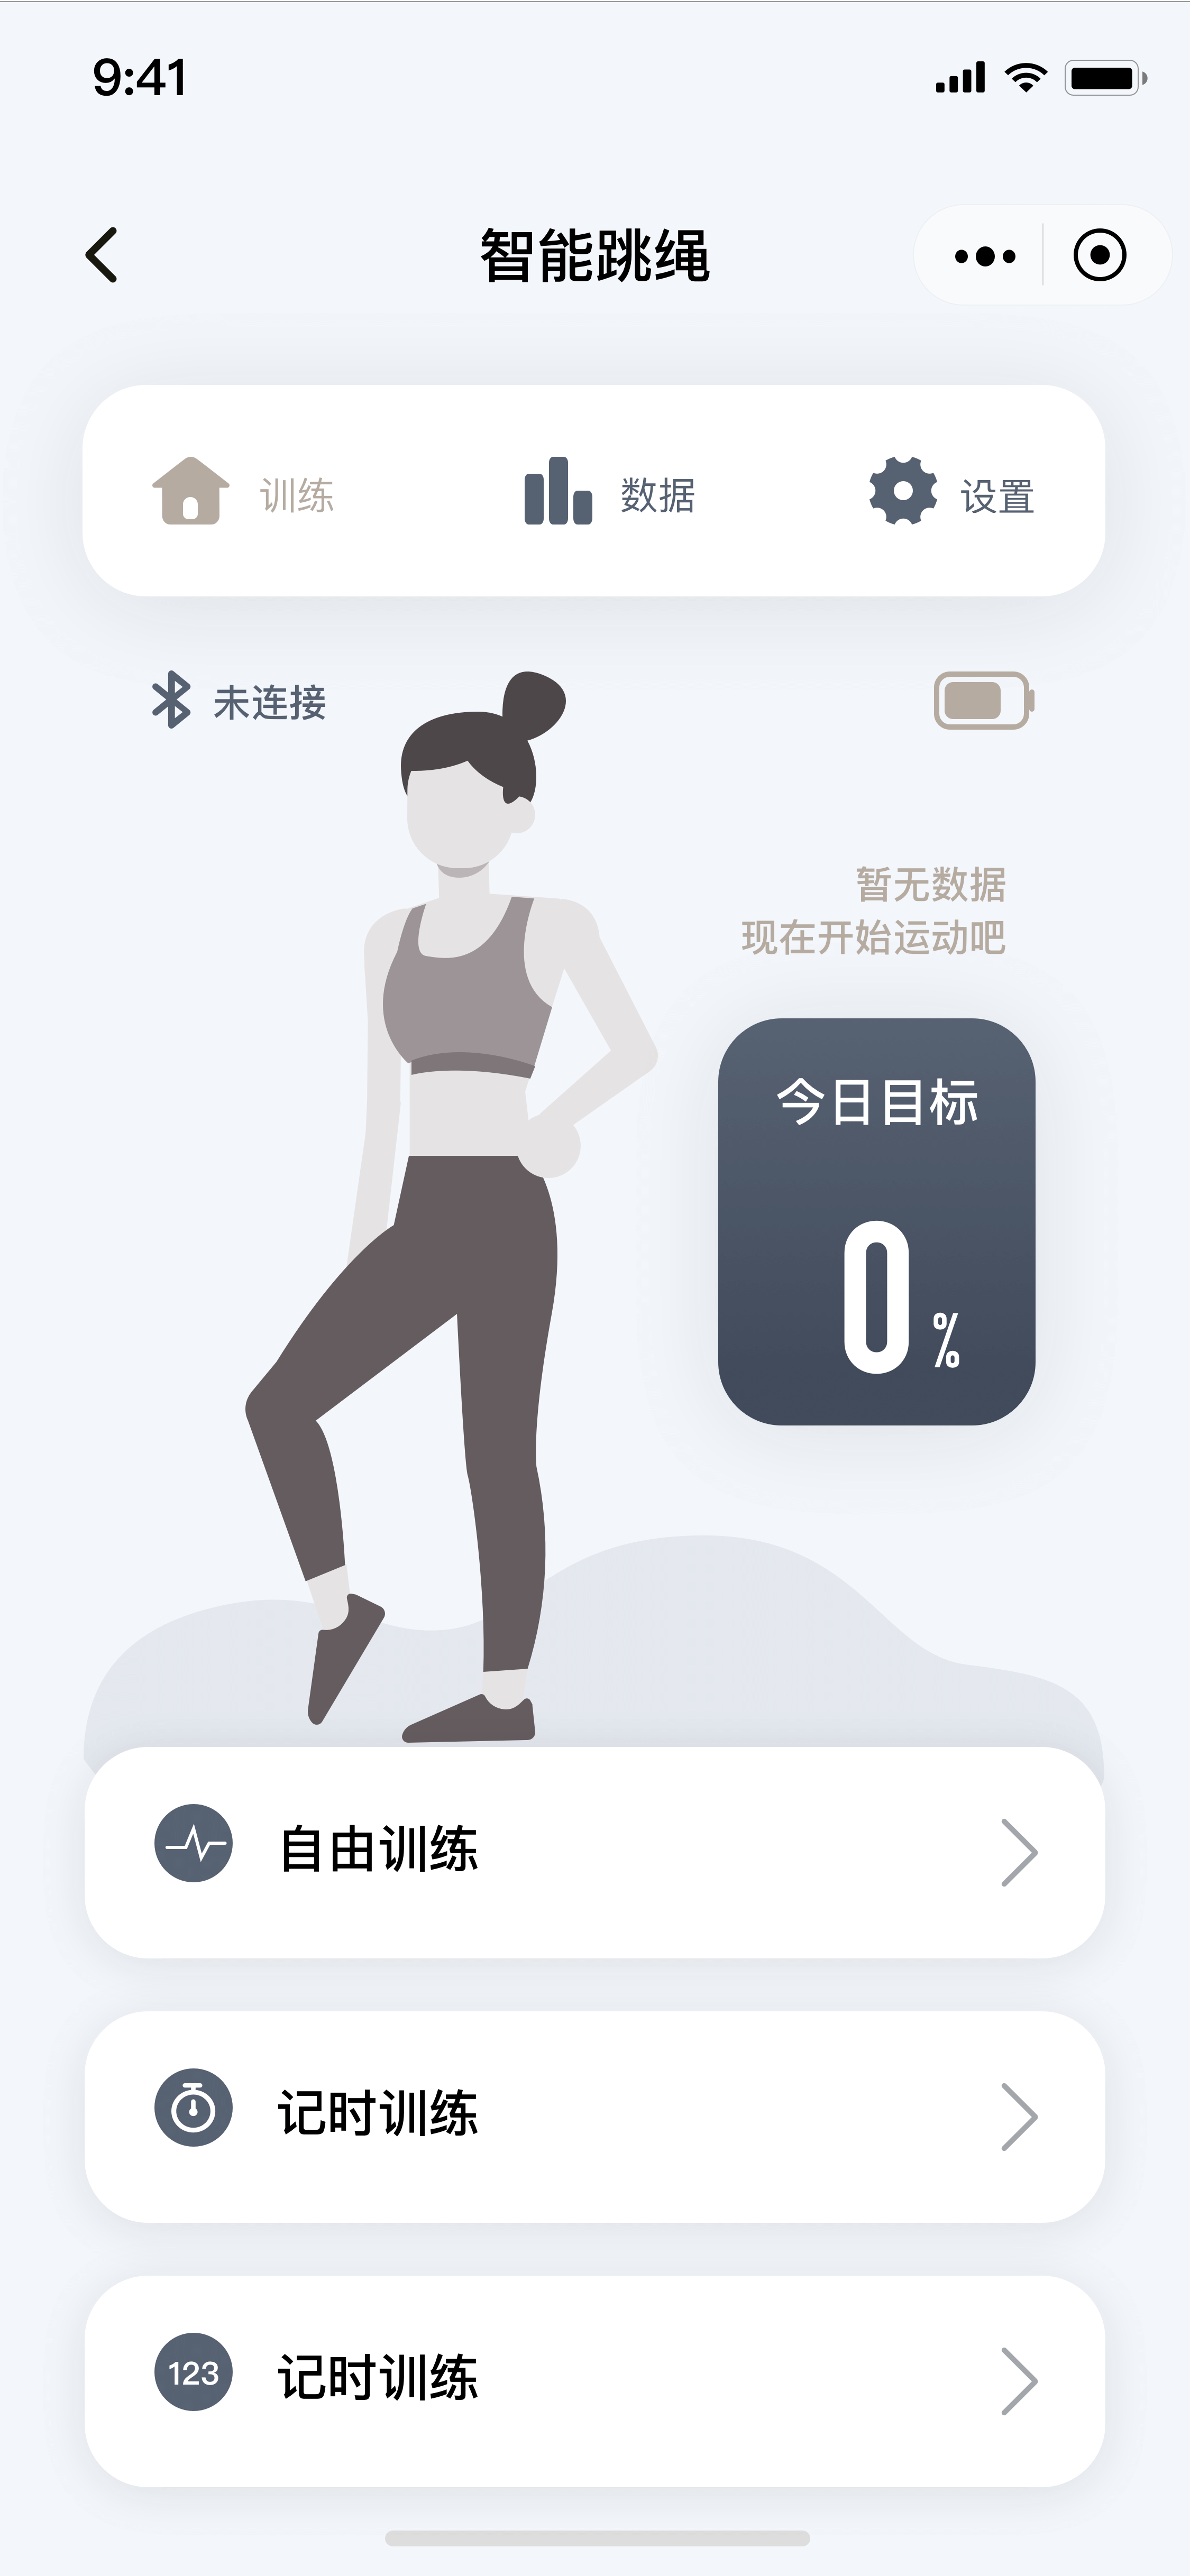 9:41
智能跳绳
训练
数据
设置
未连接
暂无数据
现在开始运动吧
今日目标
0 %
自由训练
记时训练
123
记时训练